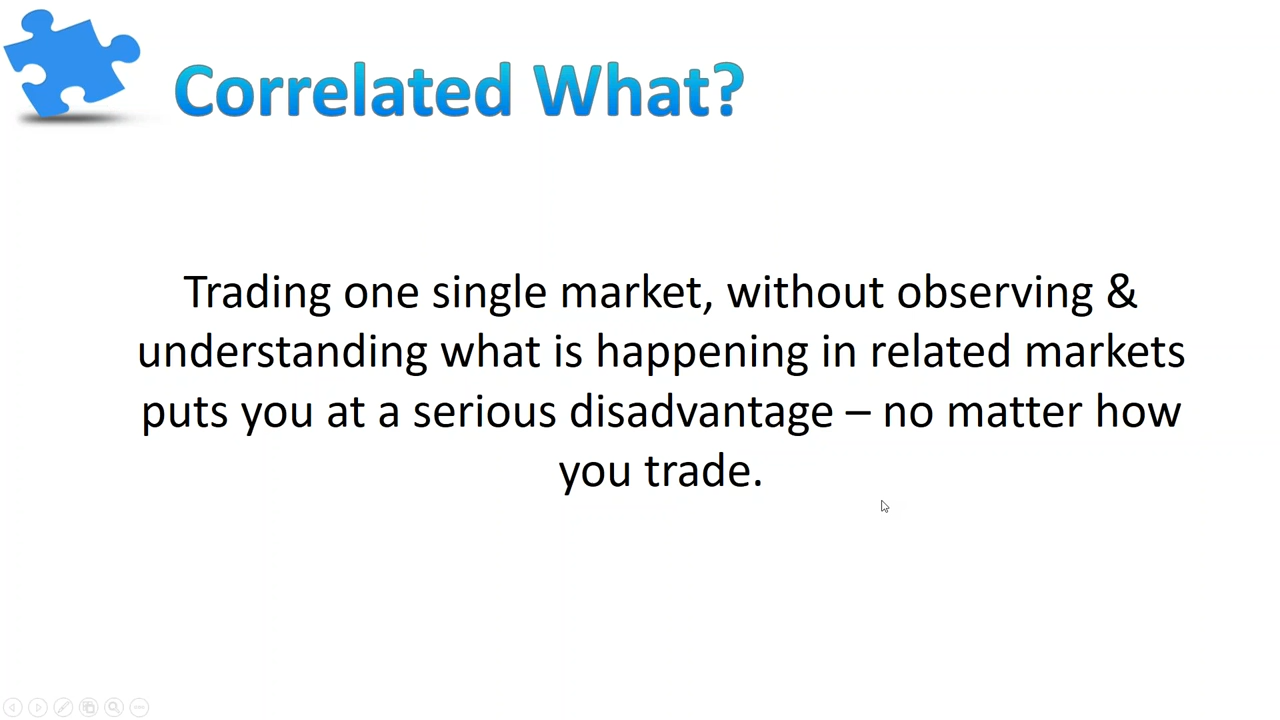 Correlated What?
Trading one single market, without observing &
understanding what is happening in related markets
puts you at a serious disadvantage – no matter how
you trade.